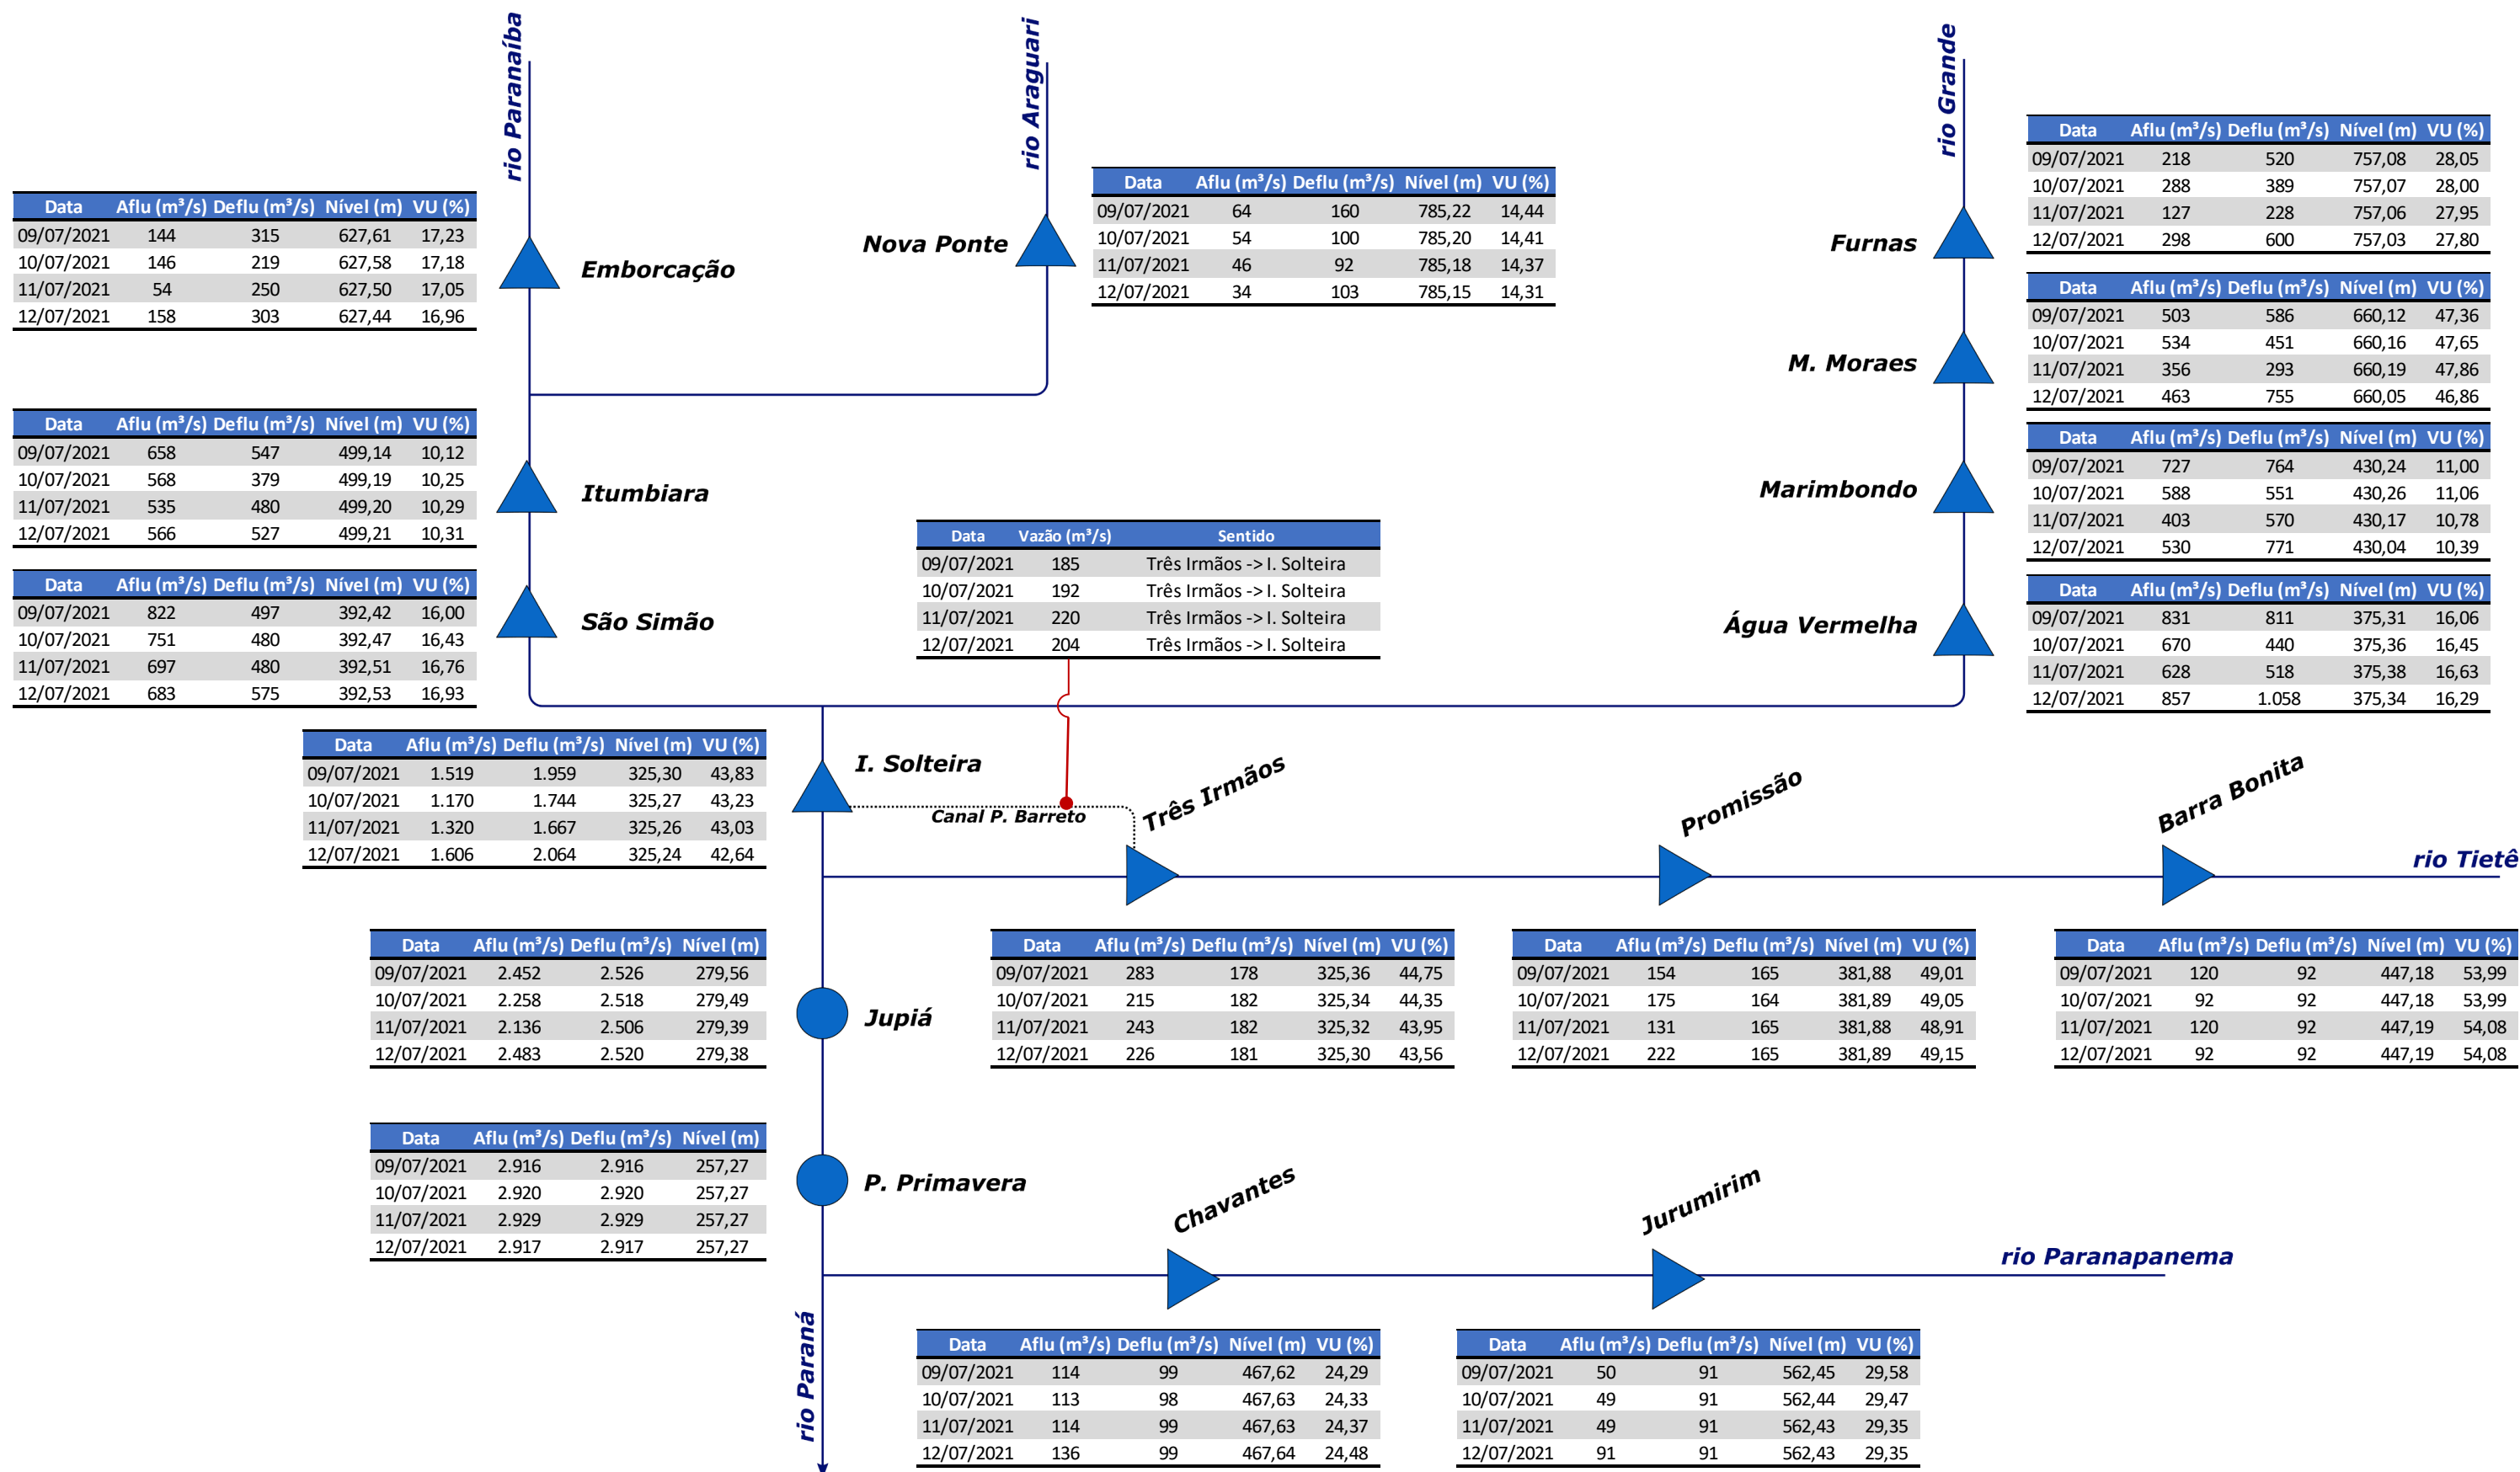 rio Paranaíba
rio Araguari
rio Grande
Data Aflu (m³/s) Deflu (m³/s) Nível (m) VU (%)
09/07/2021 144 315 627,61 17,23
10/07/2021 146 219 627,58 17,18
11/07/2021 54 250 627,50 17,05
12/07/2021 158 303 627,44 16,96
Emborcação
Nova Ponte
Data Aflu (m³/s) Deflu (m³/s) Nível (m) VU (%)
09/07/2021 64 160 785,22 14,44
10/07/2021 54 100 785,20 14,41
11/07/2021 46 92 785,18 14,37
12/07/2021 34 103 785,15 14,31
Furnas
Data Aflu (m³/s) Deflu (m³/s) Nível (m) VU (%)
09/07/2021 218 520 757,08 28,05
10/07/2021 288 389 757,07 28,00
11/07/2021 127 228 757,06 27,95
12/07/2021 298 600 757,03 27,80
M. Moraes
Data Aflu (m³/s) Deflu (m³/s) Nível (m) VU (%)
09/07/2021 503 586 660,12 47,36
10/07/2021 534 451 660,16 47,65
11/07/2021 356 293 660,19 47,86
12/07/2021 463 755 660,05 46,86
Data Aflu (m³/s) Deflu (m³/s) Nível (m) VU (%)
09/07/2021 658 547 499,14 10,12
10/07/2021 568 379 499,19 10,25
11/07/2021 535 480 499,20 10,29
12/07/2021 566 527 499,21 10,31
Itumbiara
Marimbondo
Data Aflu (m³/s) Deflu (m³/s) Nível (m) VU (%)
09/07/2021 727 764 430,24 11,00
10/07/2021 588 551 430,26 11,06
11/07/2021 403 570 430,17 10,78
12/07/2021 530 771 430,04 10,39
Data Aflu (m³/s) Deflu (m³/s) Nível (m) VU (%)
09/07/2021 822 497 392,42 16,00
10/07/2021 751 480 392,47 16,43
11/07/2021 697 480 392,51 16,76
12/07/2021 683 575 392,53 16,93
São Simão
Data Vazão (m³/s) Sentido
09/07/2021 185 Três Irmãos -> I. Solteira
10/07/2021 192 Três Irmãos -> I. Solteira
11/07/2021 220 Três Irmãos -> I. Solteira
12/07/2021 204 Três Irmãos -> I. Solteira
Água Vermelha
Data Aflu (m³/s) Deflu (m³/s) Nível (m) VU (%)
09/07/2021 831 811 375,31 16,06
10/07/2021 670 440 375,36 16,45
11/07/2021 628 518 375,38 16,63
12/07/2021 857 1.058 375,34 16,29
Data Aflu (m³/s) Deflu (m³/s) Nível (m) VU (%)
09/07/2021 1.519 1.959 325,30 43,83
10/07/2021 1.170 1.744 325,27 43,23
11/07/2021 1.320 1.667 325,26 43,03
12/07/2021 1.606 2.064 325,24 42,64
I. Solteira
Canal P. Barreto
Três Irmãos
Promissão
Barra Bonita
rio Tietê
Data Aflu (m³/s) Deflu (m³/s) Nível (m)
09/07/2021 2.452 2.526 279,56
10/07/2021 2.258 2.518 279,49
11/07/2021 2.136 2.506 279,39
12/07/2021 2.483 2.520 279,38
Jupiá
Data Aflu (m³/s) Deflu (m³/s) Nível (m) VU (%)
09/07/2021 283 178 325,36 44,75
10/07/2021 215 182 325,34 44,35
11/07/2021 243 182 325,32 43,95
12/07/2021 226 181 325,30 43,56
Data Aflu (m³/s) Deflu (m³/s) Nível (m) VU (%)
09/07/2021 154 165 381,88 49,01
10/07/2021 175 164 381,89 49,05
11/07/2021 131 165 381,88 48,91
12/07/2021 222 165 381,89 49,15
Data Aflu (m³/s) Deflu (m³/s) Nível (m) VU (%)
09/07/2021 120 92 447,18 53,99
10/07/2021 92 92 447,18 53,99
11/07/2021 120 92 447,19 54,08
12/07/2021 92 92 447,19 54,08
Data Aflu (m³/s) Deflu (m³/s) Nível (m)
09/07/2021 2.916 2.916 257,27
10/07/2021 2.920 2.920 257,27
11/07/2021 2.929 2.929 257,27
12/07/2021 2.917 2.917 257,27
P. Primavera
Chavantes
Jurumirim
rio Paranapanema
rio Paraná
Data Aflu (m³/s) Deflu (m³/s) Nível (m) VU (%)
09/07/2021 114 99 467,62 24,29
10/07/2021 113 98 467,63 24,33
11/07/2021 114 99 467,63 24,37
12/07/2021 136 99 467,64 24,48
Data Aflu (m³/s) Deflu (m³/s) Nível (m) VU (%)
09/07/2021 50 91 562,45 29,58
10/07/2021 49 91 562,44 29,47
11/07/2021 49 91 562,43 29,35
12/07/2021 91 91 562,43 29,35